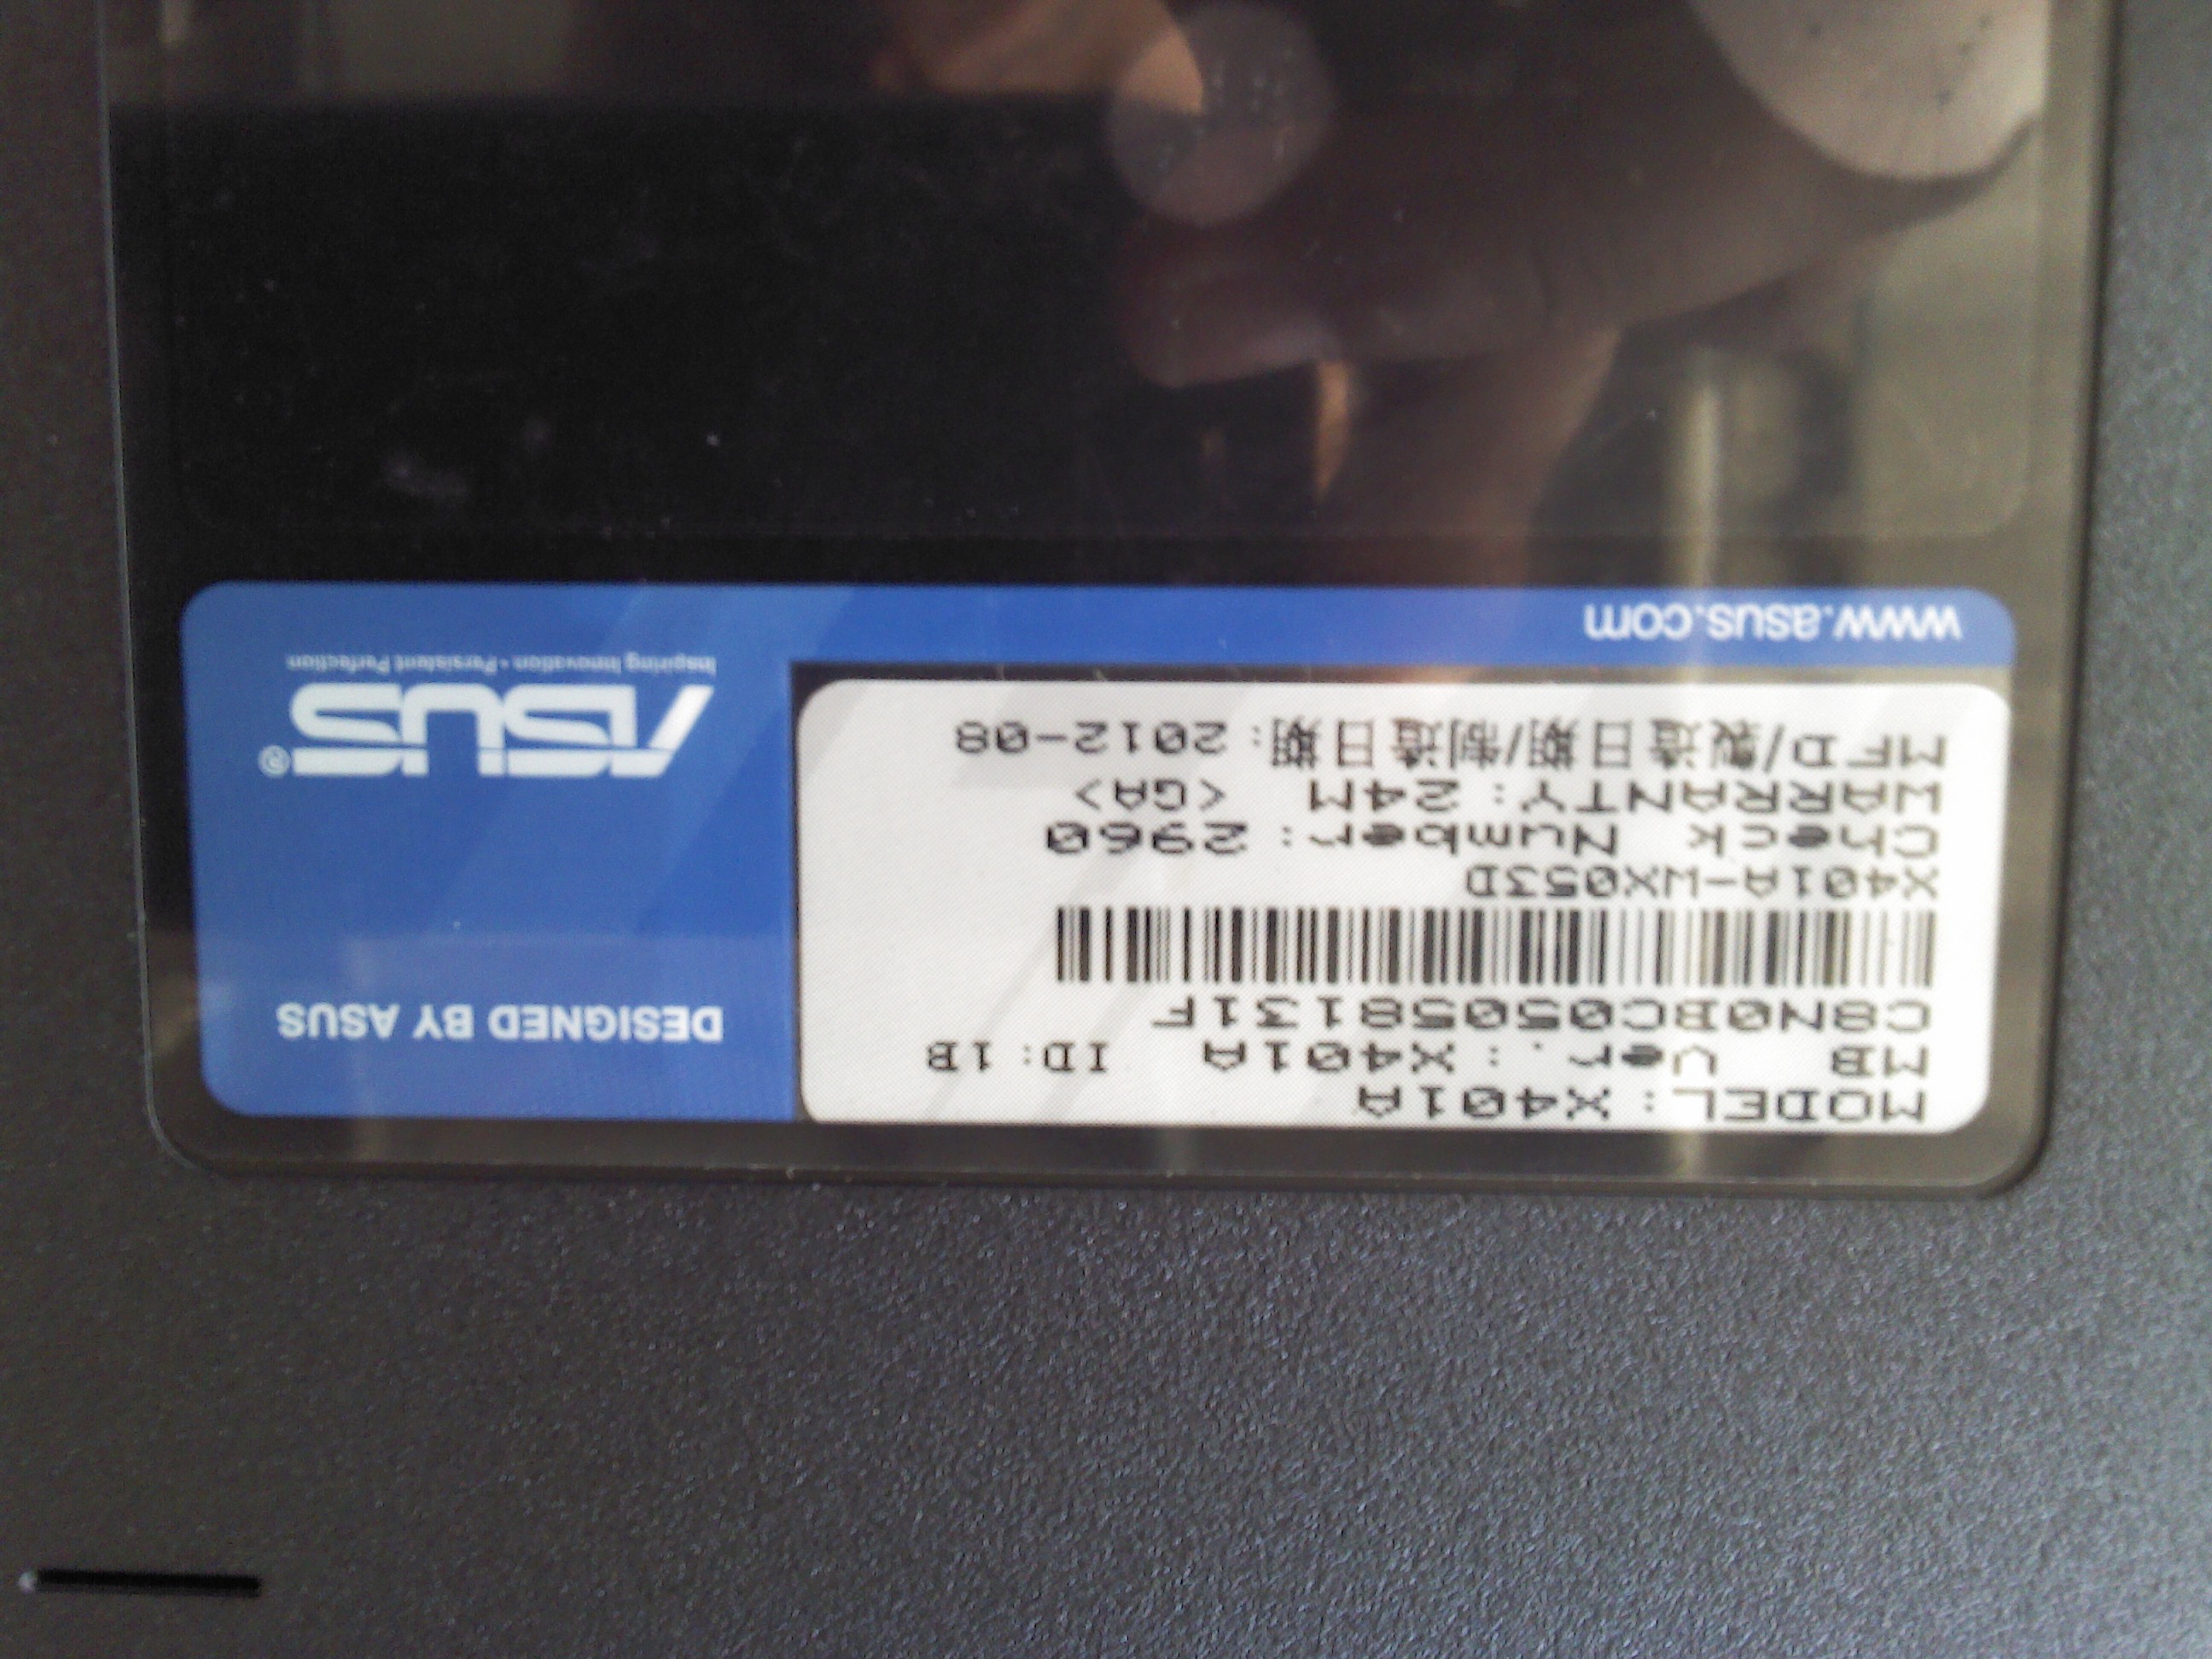 MODEL: X401A
MB Ver.: X401A ID:1B
C8N0BC05058131F
X401A-WX053D
Check Number: 2960
WARRANTY: 24M <GA>
MFD/製造日期/制造日期: 2012-08
www.asus.com
DESIGNED BY ASUS
ASUS®
Inspiring Innovation • Persistent Perfection